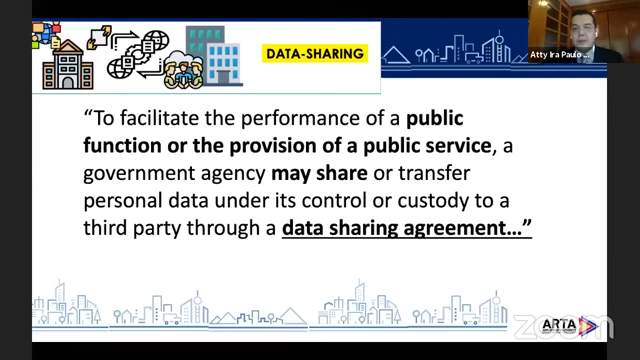 DATA-SHARING
Atty Ira Paulo
“To facilitate the performance of a public
function or the provision of a public service, a
government agency may share or transfer
personal data under its control or custody to a
third party through a data sharing agreement…”
ARTA
zoom